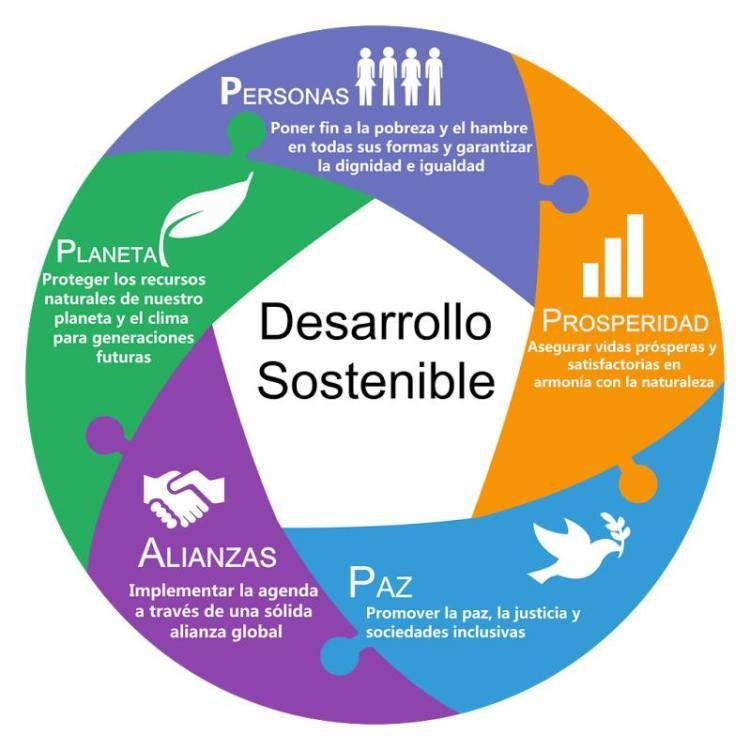 PERSONAS
Poner fin a la pobreza y el hambre
en todas sus formas y garantizar
la dignidad e igualdad
PROSPERIDAD
Asegurar vidas prósperas y
satisfactorias en
armonía con la naturaleza
PAZ
Promover la paz, la justicia y
sociedades inclusivas
ALIANZAS
Implementar la agenda
a través de una sólida
alianza global
PLANETA
Proteger los recursos
naturales de nuestro
planeta y el clima
para generaciones
futuras
Desarrollo
Sostenible